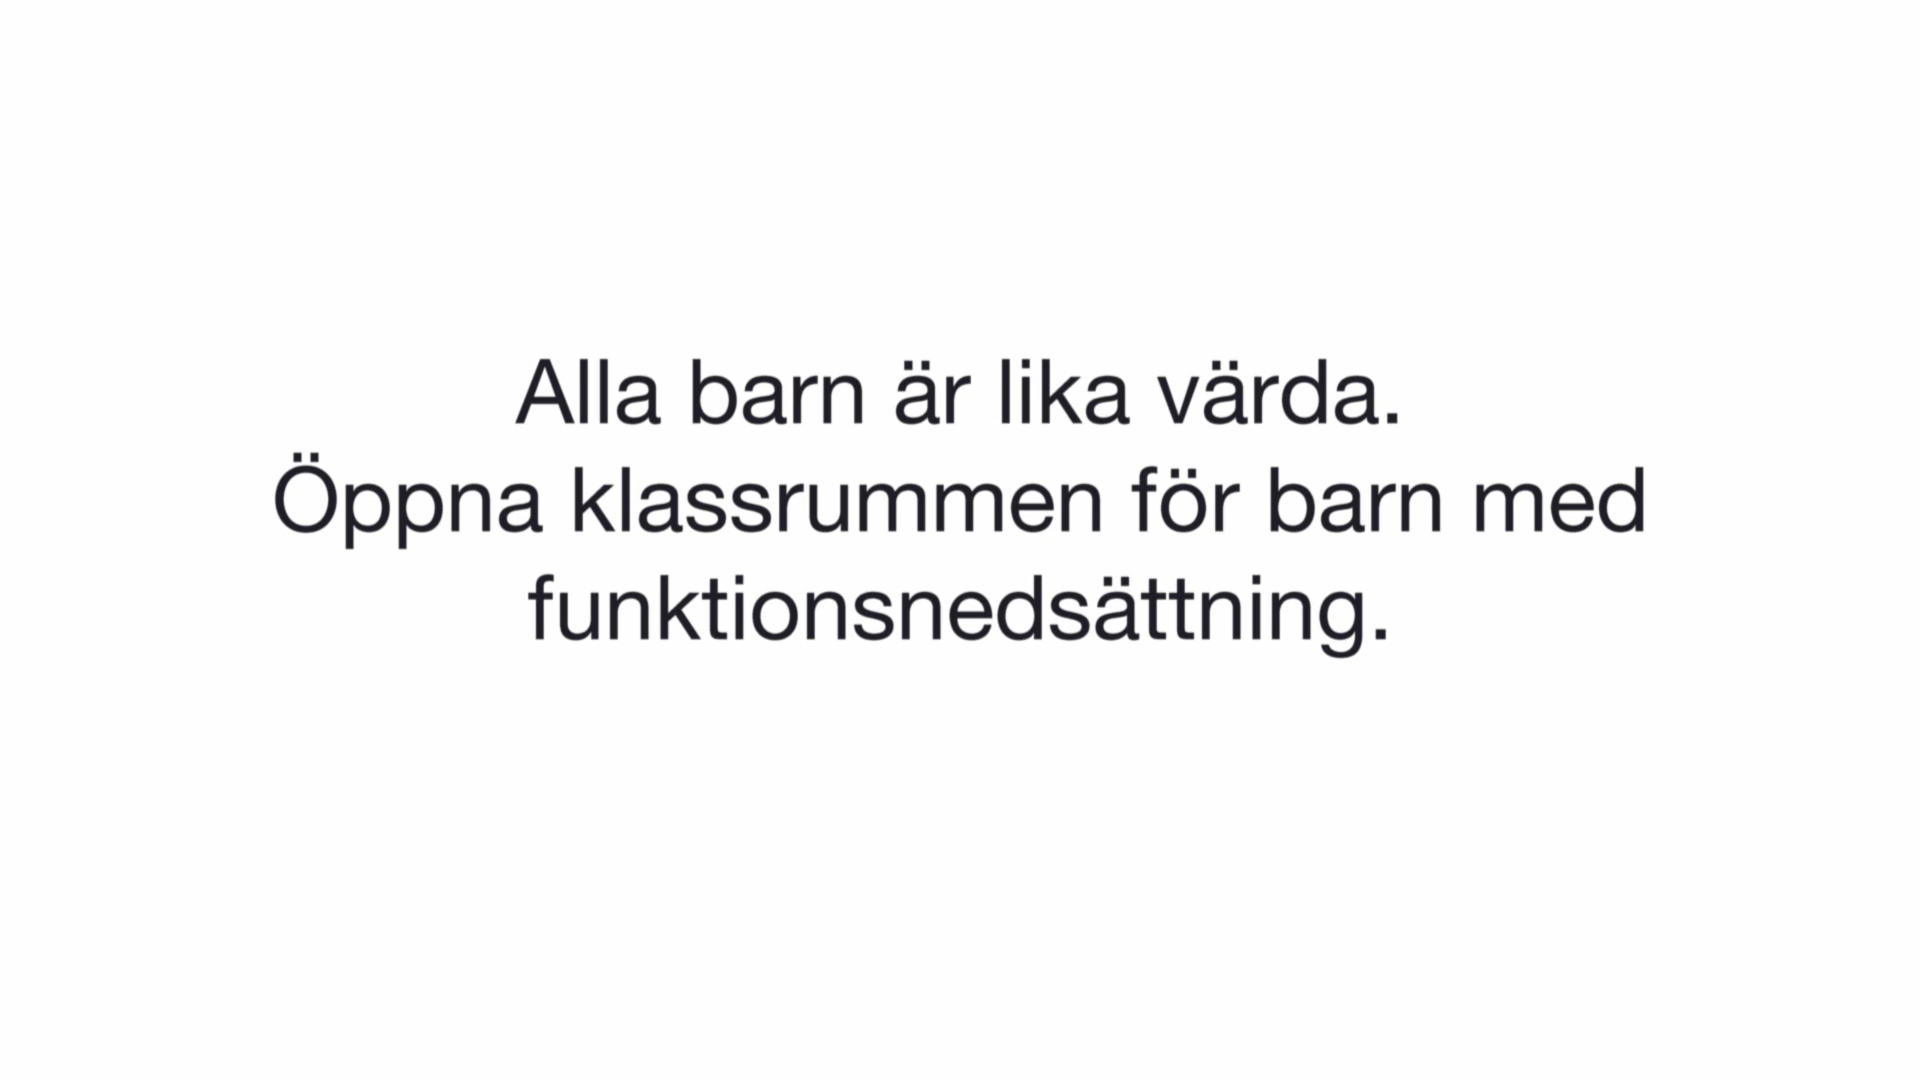 Alla barn är lika värda.
Öppna klassrummen för barn med
funktionsnedsättning.